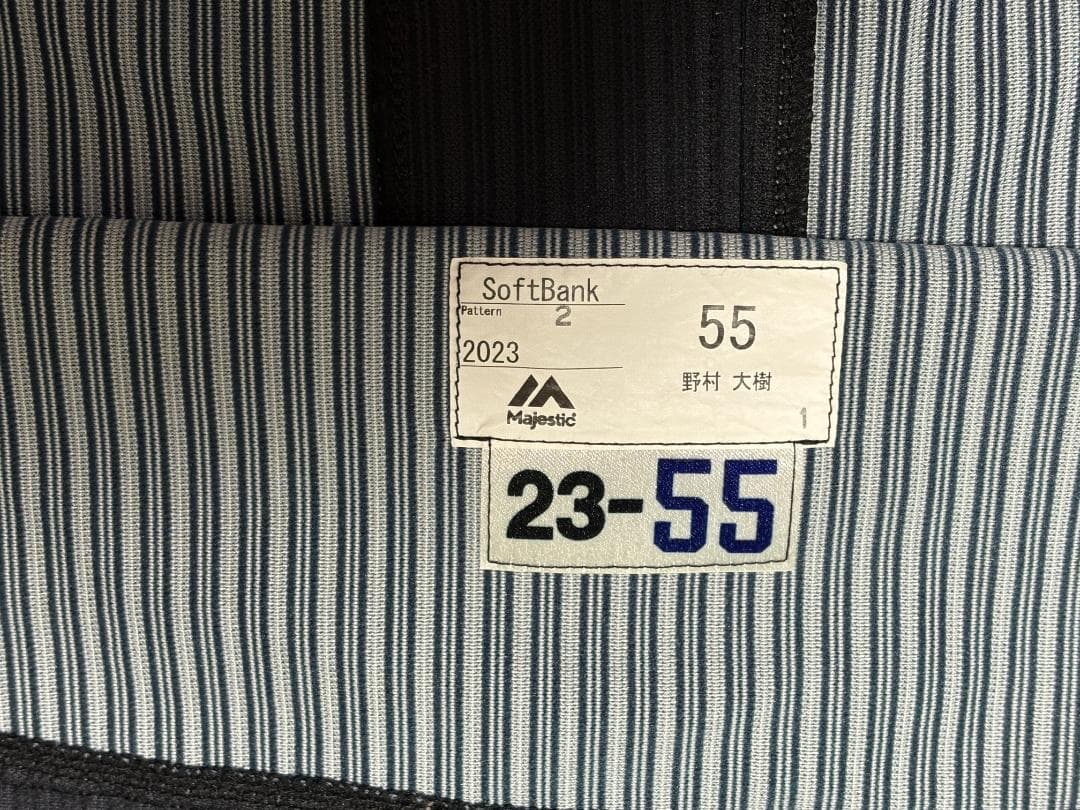 SoftBank
Pattern 2
55
2023
野村 大樹
Majestic
1
23-55